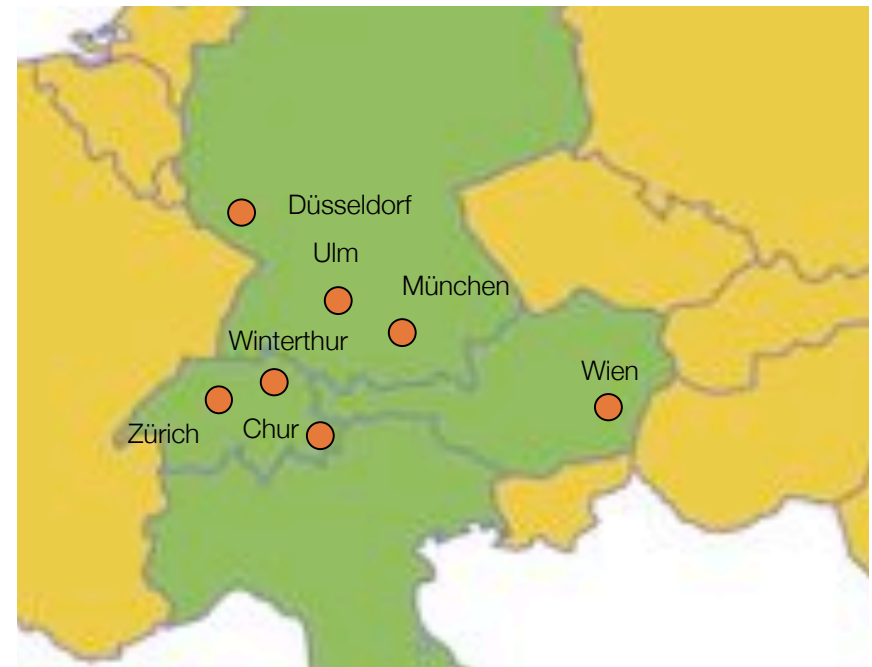 Düsseldorf
Ulm
München
Winterthur
Wien
Zürich
Chur